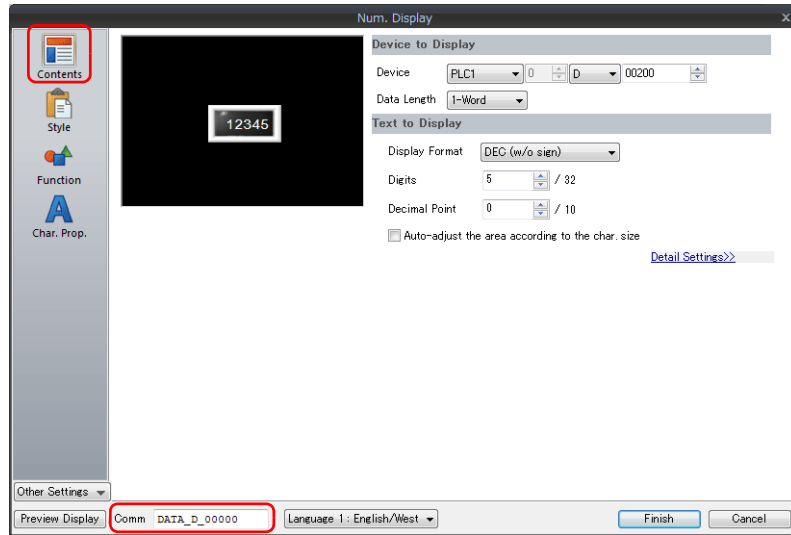 Num. Display x
Contents
Style
Function
Char. Prop.
12345
Device to Display
Device PLC1 0 D 00200
Data Length 1-Word
Text to Display
Display Format DEC (w/o sign)
Digits 5 / 32
Decimal Point 0 / 10
Auto-adjust the area according to the char. size
Detail Settings>>
Other Settings
Preview Display Comm DATA_D_00000 Language 1 : English/West Finish Cancel